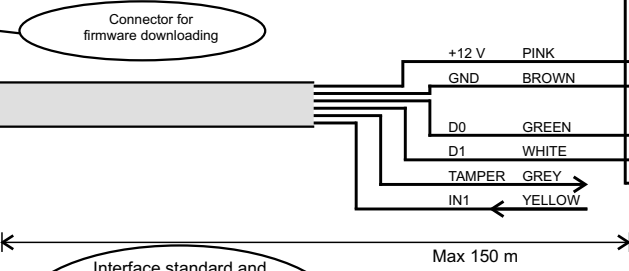 Connector for
firmware downloading
+12 V PINK
GND BROWN
D0 GREEN
D1 WHITE
TAMPER GREY
IN1 YELLOW
Max 150 m
Interface standard and